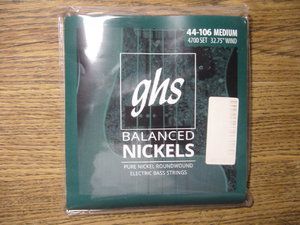 44-106 MEDIUM
4700 SET 32.75" WIND
ghs
BALANCED
NICKELS
PURE NICKEL ROUNDWOUND
ELECTRIC BASS STRINGS